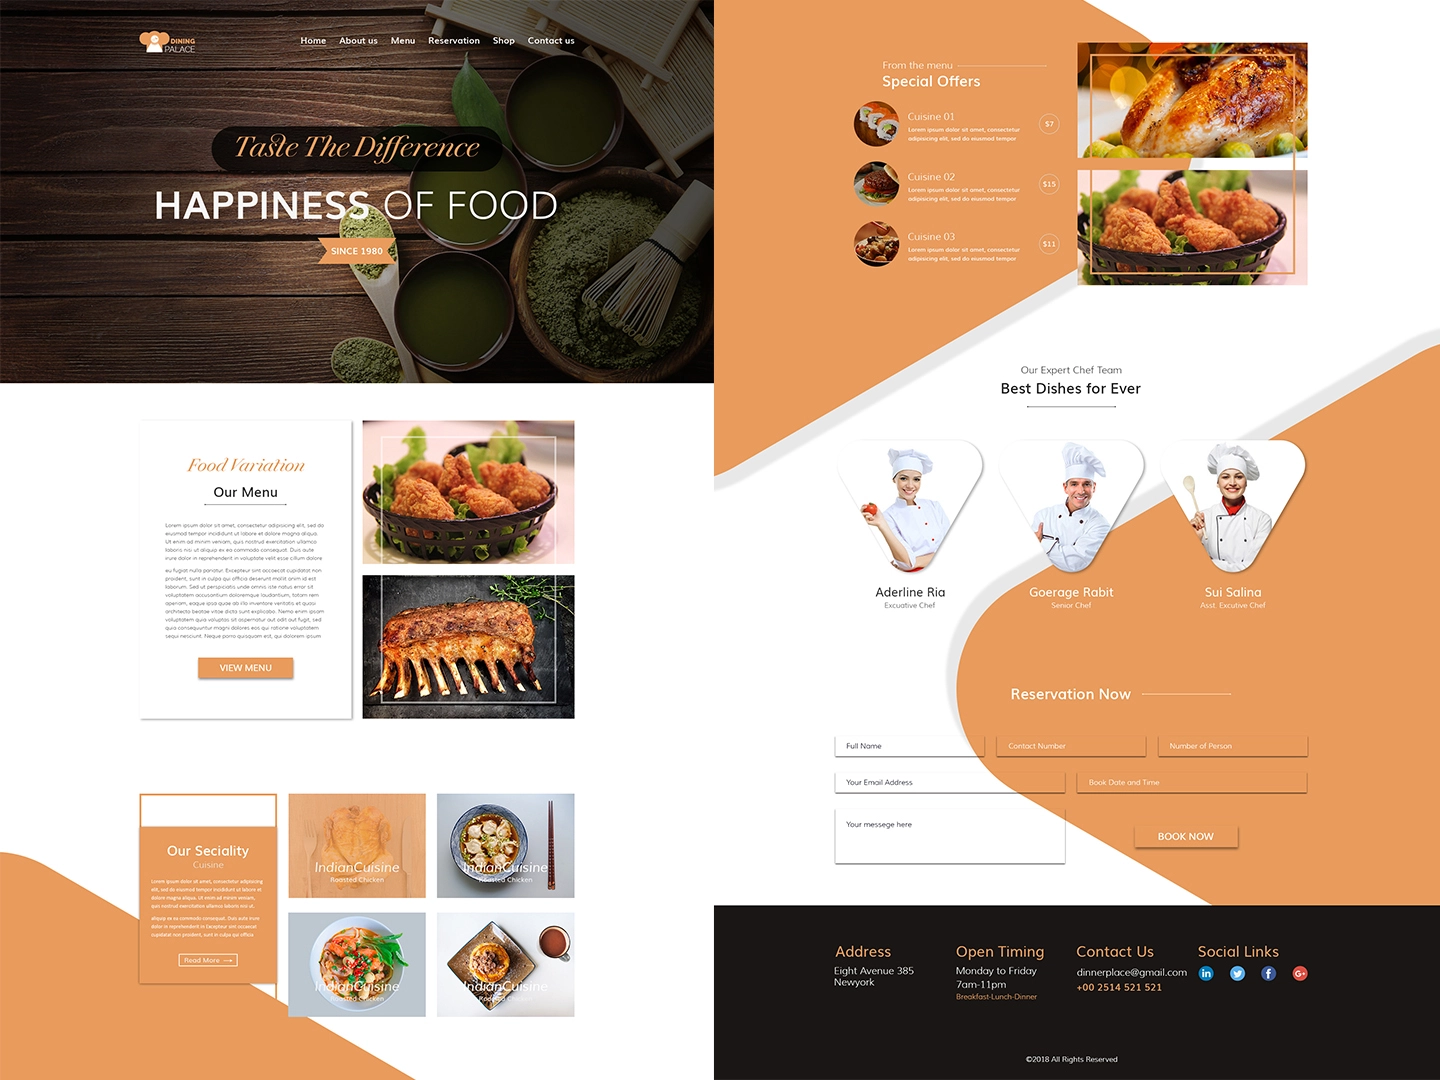 DINING
PALACE
Home About us Menu Reservation Shop Contact us
Taste The Difference
HAPPINESS OF FOOD
SINCE 1980
Food Variation
Our Menu
Lorem ipsum dolor sit amet, consectetur adipisicing elit, sed do
eiusmod tempor incididunt ut labore et dolore magna aliqua.
Ut enim ad minim veniam, quis nostrud exercitation ullamco
laboris nisi ut aliquip ex ea commodo consequat. Duis aute
irure dolor in reprehenderit in voluptate velit esse cillum dolore
eu fugiat nulla pariatur. Excepteur sint occaecat cupidatat non
proident, sunt in culpa qui officia deserunt mollit anim id est
laborum. Sed ut perspiciatis unde omnis iste natus error sit
voluptatem accusantium doloremque laudantium, totam rem
aperiam, eaque ipsa quae ab illo inventore veritatis et quasi
architecto beatae vitae dicta sunt explicabo. Nemo enim ipsam
voluptatem quia voluptas sit aspernatur aut odit aut fugit, sed
quia consequuntur magni dolores eos qui ratione voluptatem
sequi nesciunt. Neque porro quisquam est, qui dolorem ipsum
VIEW MENU
Our Seciality
Cuisine
Lorem ipsum dolor sit amet, consectetur adipisicing
elit, sed do eiusmod tempor incididunt ut labore et
dolore magna aliqua. Ut enim ad minim veniam,
quis nostrud exercitation ullamco laboris nisi ut
aliquip ex ea commodo consequat. Duis aute irure
dolor in reprehenderit in Excepteur sint occaecat
cupidatat non proident, sunt in culpa qui officia
Read More
IndianCuisine
Roasted Chicken
IndianCuisine
Roasted Chicken
IndianCuisine
Roasted Chicken
IndianCuisine
Roasted Chicken
From the menu
Special Offers
Cuisine 01
Lorem ipsum dolor sit amet, consectetur
adipisicing elit, sed do eiusmod tempor
$7
Cuisine 02
Lorem ipsum dolor sit amet, consectetur
adipisicing elit, sed do eiusmod tempor
$15
Cuisine 03
Lorem ipsum dolor sit amet, consectetur
adipisicing elit, sed do eiusmod tempor
$11
Our Expert Chef Team
Best Dishes for Ever
Aderline Ria
Excuative Chef
Goerage Rabit
Senior Chef
Sui Salina
Asst. Excutive Chef
Reservation Now
Full Name
Contact Number
Number of Person
Your Email Address
Book Date and Time
Your messege here
BOOK NOW
Address
Eight Avenue 385
Newyork
Open Timing
Monday to Friday
7am-11pm
Breakfast-Lunch-Dinner
Contact Us
dinnerplace@gmail.com
+00 2514 521 521
Social Links
in
f
G+
©2018 All Rights Reserved